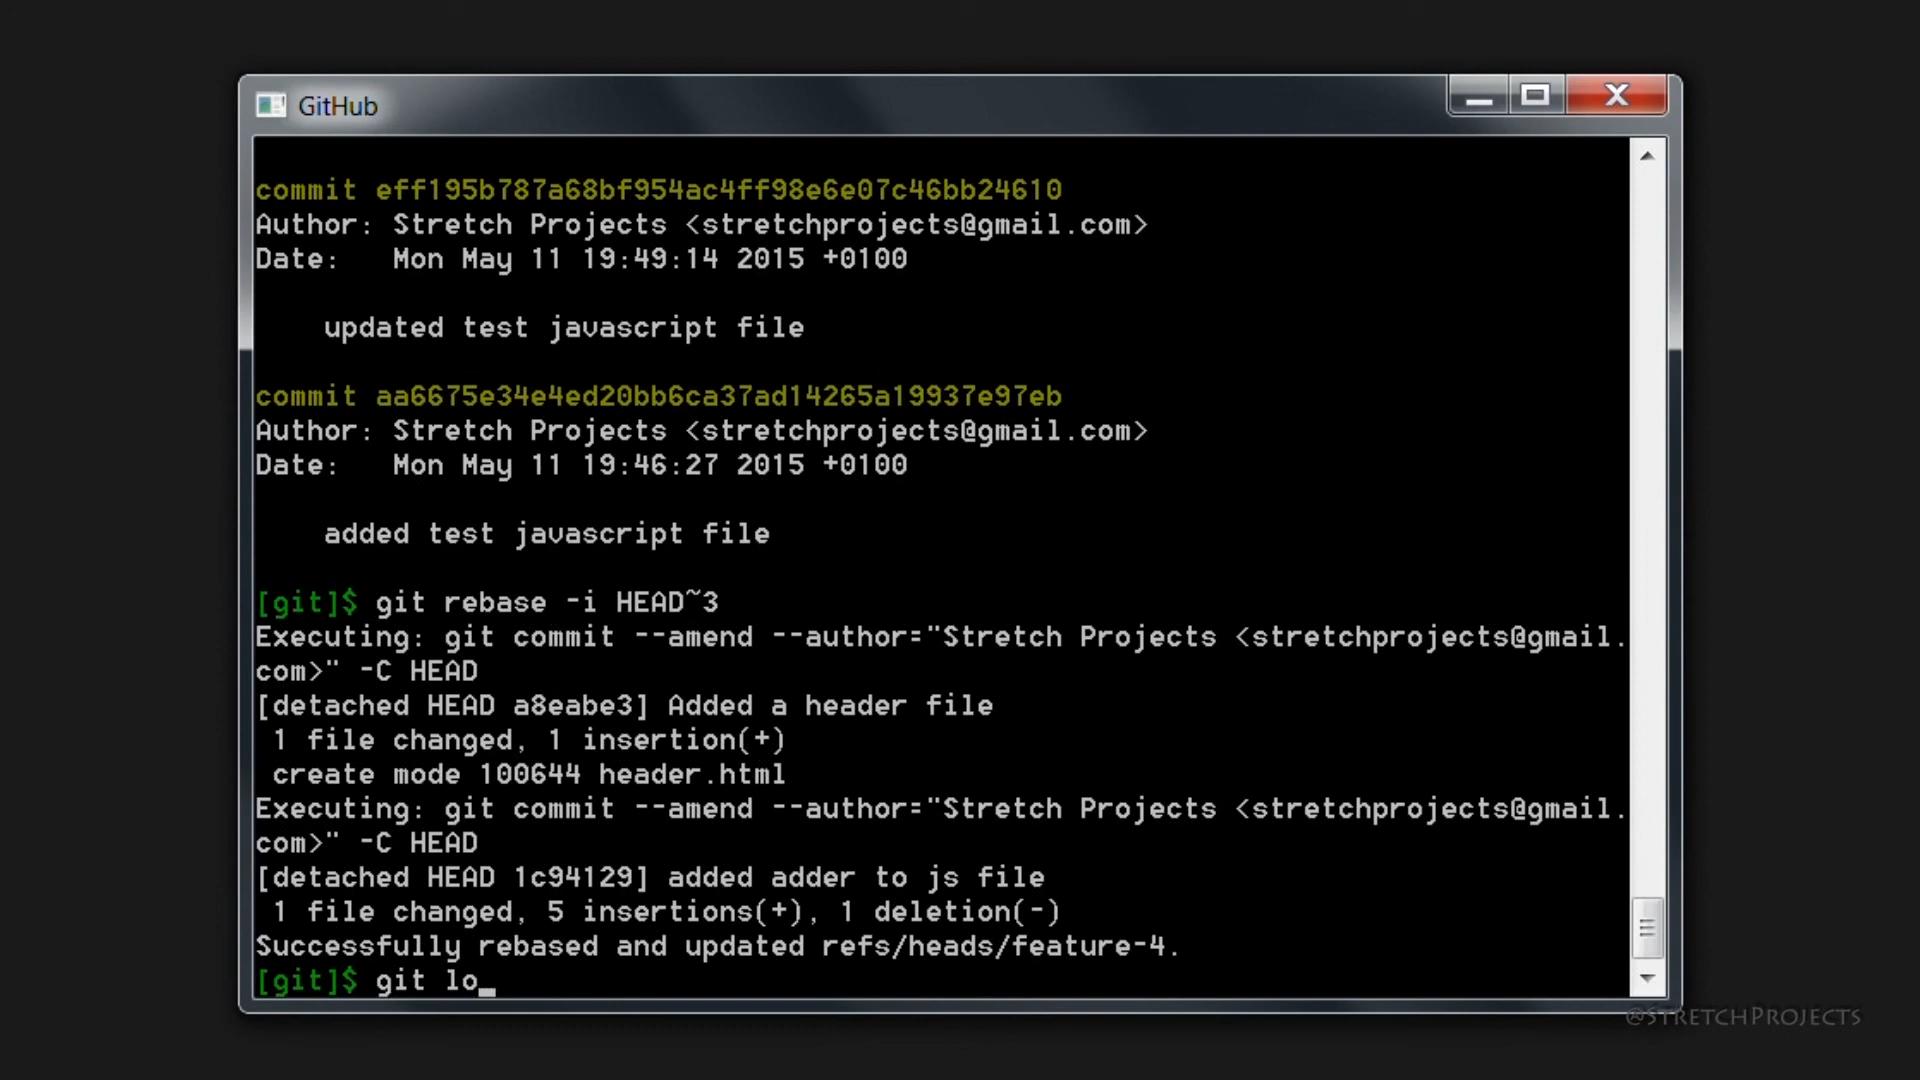 GitHub
commit eff195b787a68bf954ac4ff98e6e07c46bb24610
Author: Stretch Projects <stretchprojects@gmail.com>
Date:   Mon May 11 19:49:14 2015 +0100
updated test javascript file
commit aa6675e34e4ed20bb6ca37ad14265a19937e97eb
Author: Stretch Projects <stretchprojects@gmail.com>
Date:   Mon May 11 19:46:27 2015 +0100
added test javascript file
[git]$ git rebase -i HEAD~3
Executing: git commit --amend --author="Stretch Projects <stretchprojects@gmail.
com>" -C HEAD
[detached HEAD a8eabe3] Added a header file
1 file changed, 1 insertion(+)
create mode 100644 header.html
Executing: git commit --amend --author="Stretch Projects <stretchprojects@gmail.
com>" -C HEAD
[detached HEAD 1c94129] added adder to js file
1 file changed, 5 insertions(+), 1 deletion(-)
Successfully rebased and updated refs/heads/feature-4.
[git]$ git lo_
@StretchProjects